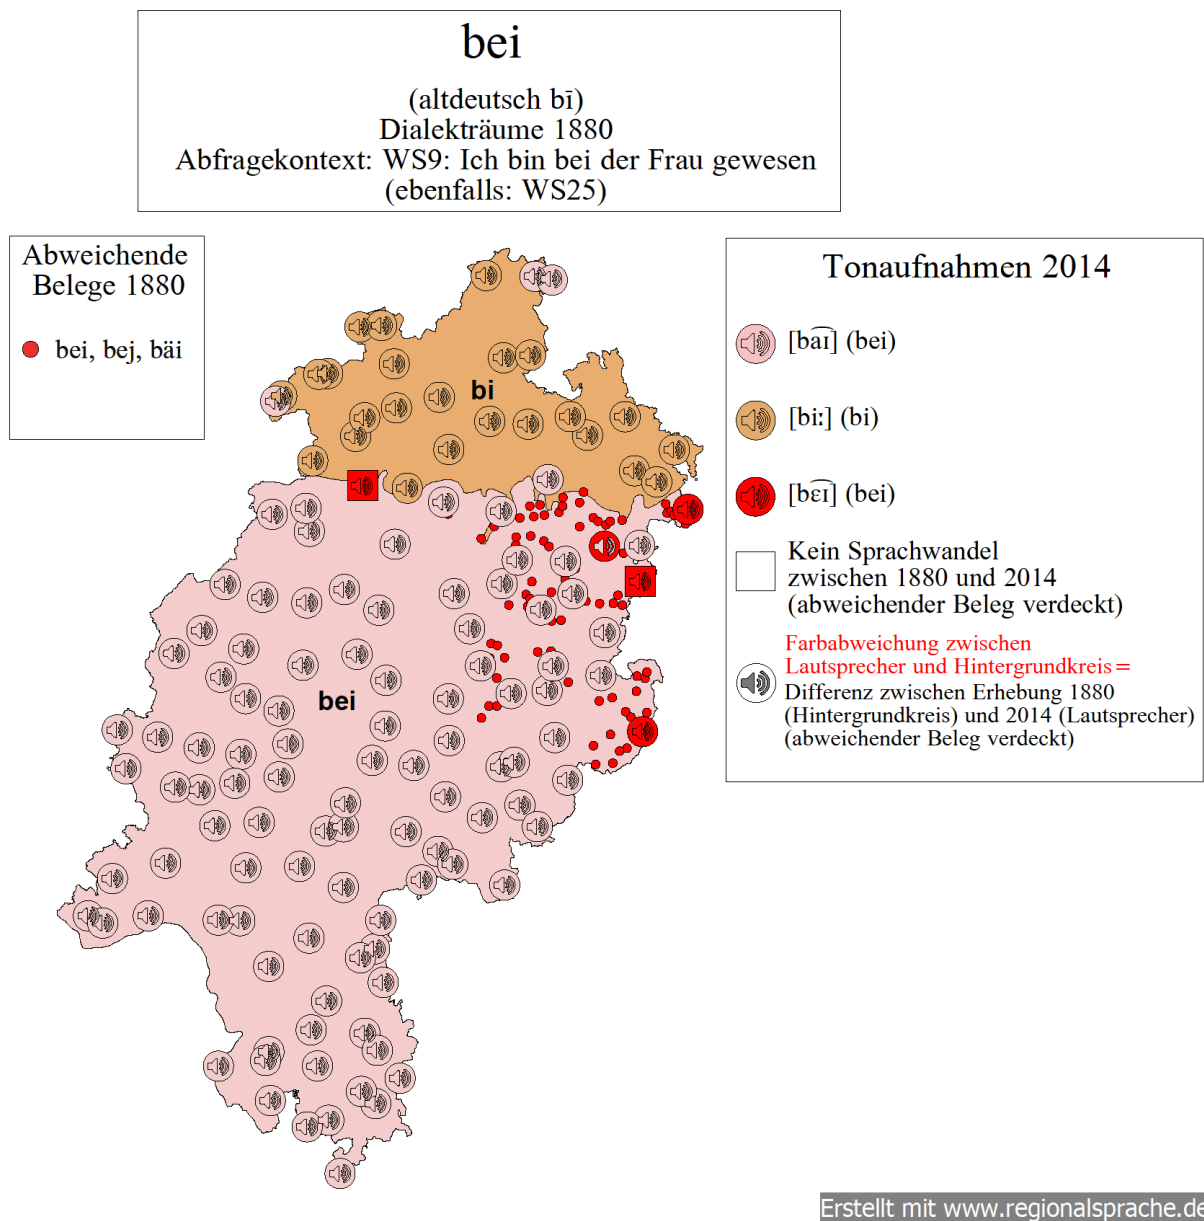 bei
(altdeutsch bī)
Dialekträume 1880
Abfragekontext: WS9: Ich bin bei der Frau gewesen
(ebenfalls: WS25)
Abweichende
Belege 1880
bei, bej, bäi
bi
bei
Tonaufnahmen 2014
[ba͡ɪ] (bei)
[biː] (bi)
[bɛ͡ɪ] (bei)
Kein Sprachwandel
zwischen 1880 und 2014
(abweichender Beleg verdeckt)
Farbabweichung zwischen
Lautsprecher und Hintergrundkreis =
Differenz zwischen Erhebung 1880
(Hintergrundkreis) und 2014 (Lautsprecher)
(abweichender Beleg verdeckt)
Erstellt mit www.regionalsprache.de